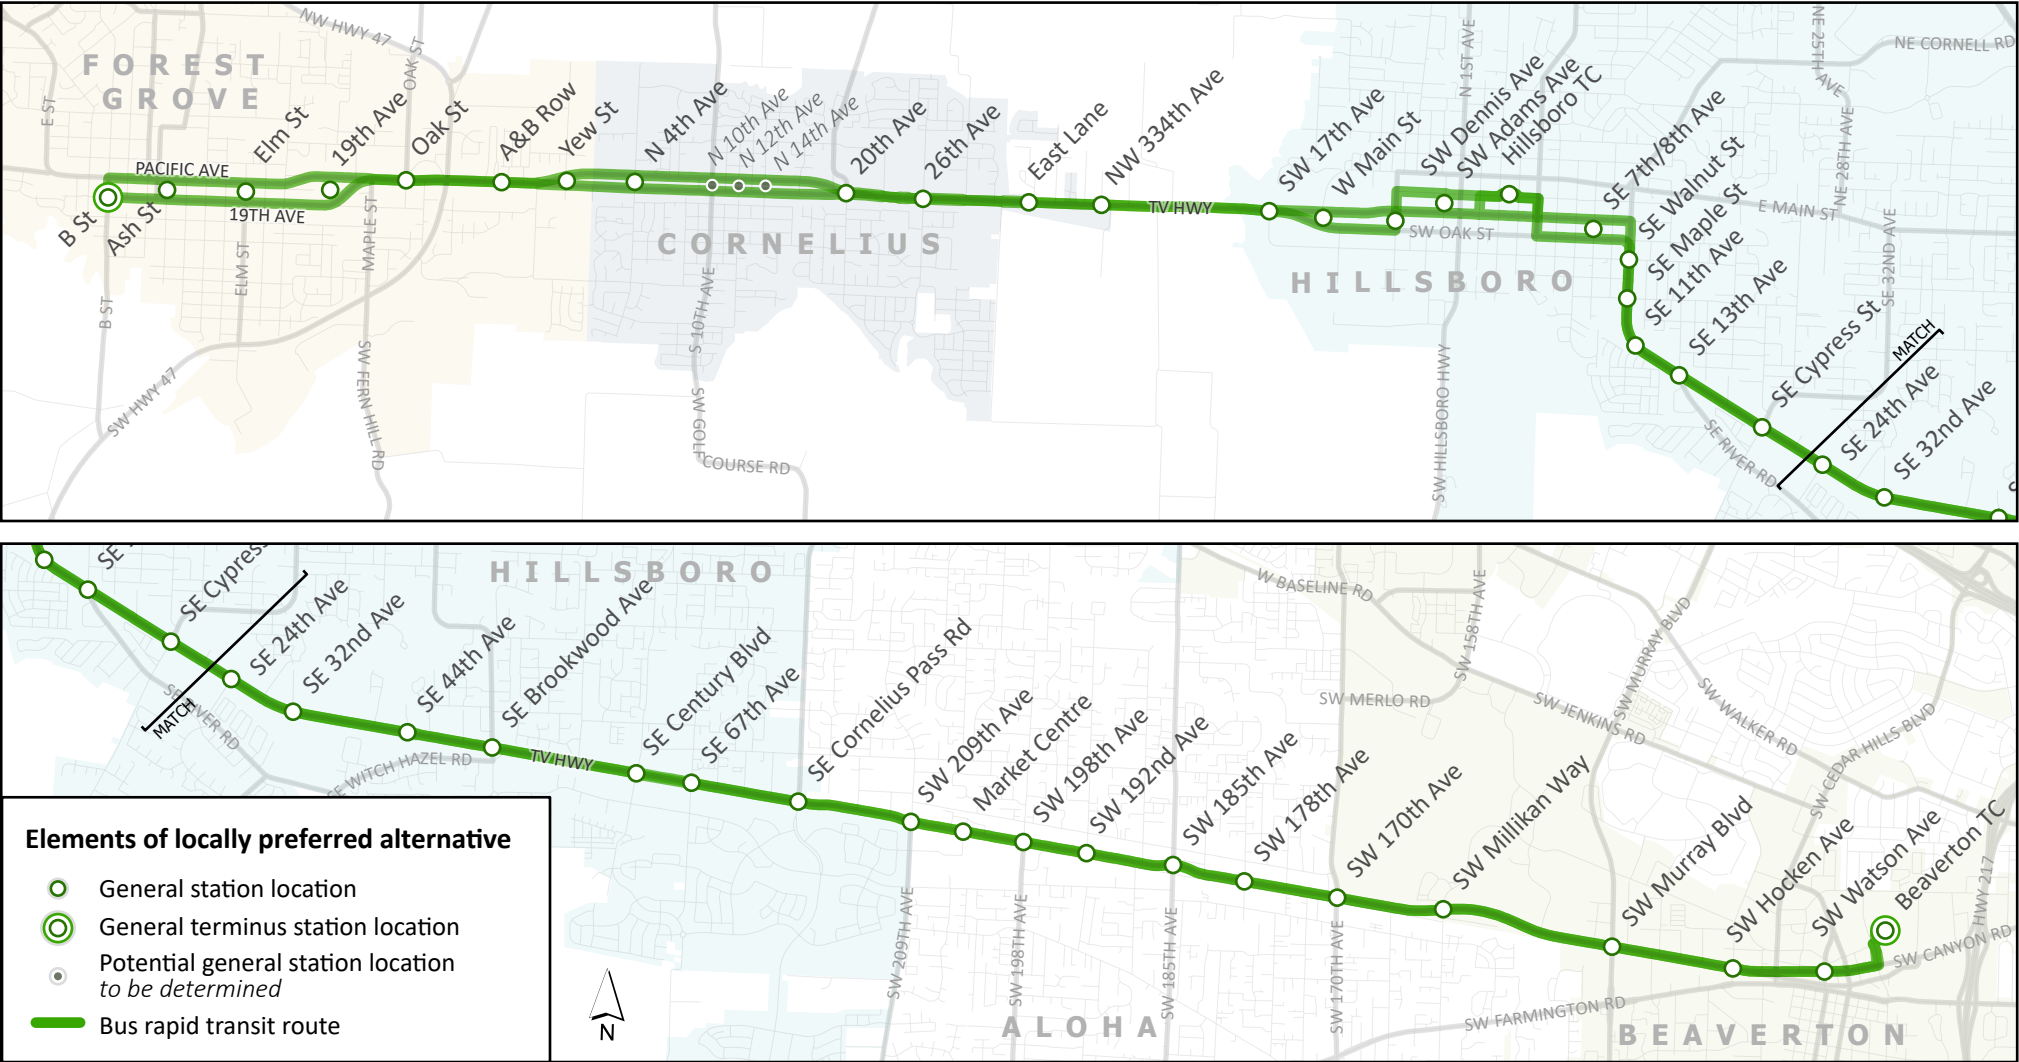 FOREST
GROVE
NW HWY 47
OAK ST
E ST
PACIFIC AVE
19TH AVE
B St
Ash St
Elm St
19th Ave
Oak St
A&B Row
Yew St
N 4th Ave
N 10th Ave
N 12th Ave
N 14th Ave
20th Ave
26th Ave
East Lane
NW 334th Ave
TV HWY
SW 17th Ave
W Main St
SW Dennis Ave
SW Adams Ave
Hillsboro TC
SE 7th/8th Ave
SE Walnut St
SE Maple St
SE 11th Ave
SE 13th Ave
SE Cypress St
SE 24th Ave
SE 32nd Ave
MATCH
CORNELIUS
HILLSBORO
N 1ST AVE
NE 25TH AVE
NE CORNELL RD
NE 28TH AVE
E MAIN ST
SE 32ND AVE
SW OAK ST
B ST
ELM ST
MAPLE ST
SW HWY 47
SW FERN HILL RD
S 10TH AVE
SW GOLF
COURSE RD
SW HILLSBORO HWY
SE RIVER RD
S
SE
SE Cypress
SE 24th Ave
SE 32nd Ave
MATCH
SE RIVER RD
SE WITCH HAZEL RD
HILLSBORO
SE 44th Ave
SE Brookwood Ave
TV HWY
SE Century Blvd
SE 67th Ave
SE Cornelius Pass Rd
SW 209th Ave
Market Centre
SW 198th Ave
SW 192nd Ave
SW 185th Ave
SW 178th Ave
SW 170th Ave
SW Millikan Way
SW Murray Blvd
SW Hocken Ave
SW Watson Ave
Beaverton TC
W BASELINE RD
SW 158TH AVE
SW MERLO RD
SW JENKINS RD
SW MURRAY BLVD
SW WALKER RD
SW CEDAR HILLS BLVD
HWY 217
SW CANYON RD
SW FARMINGTON RD
SW 209TH AVE
SW 198TH AVE
SW 185TH AVE
SW 170TH AVE
ALOHA
BEAVERTON
N
Elements of locally preferred alternative
General station location
General terminus station location
Potential general station location
to be determined
Bus rapid transit route